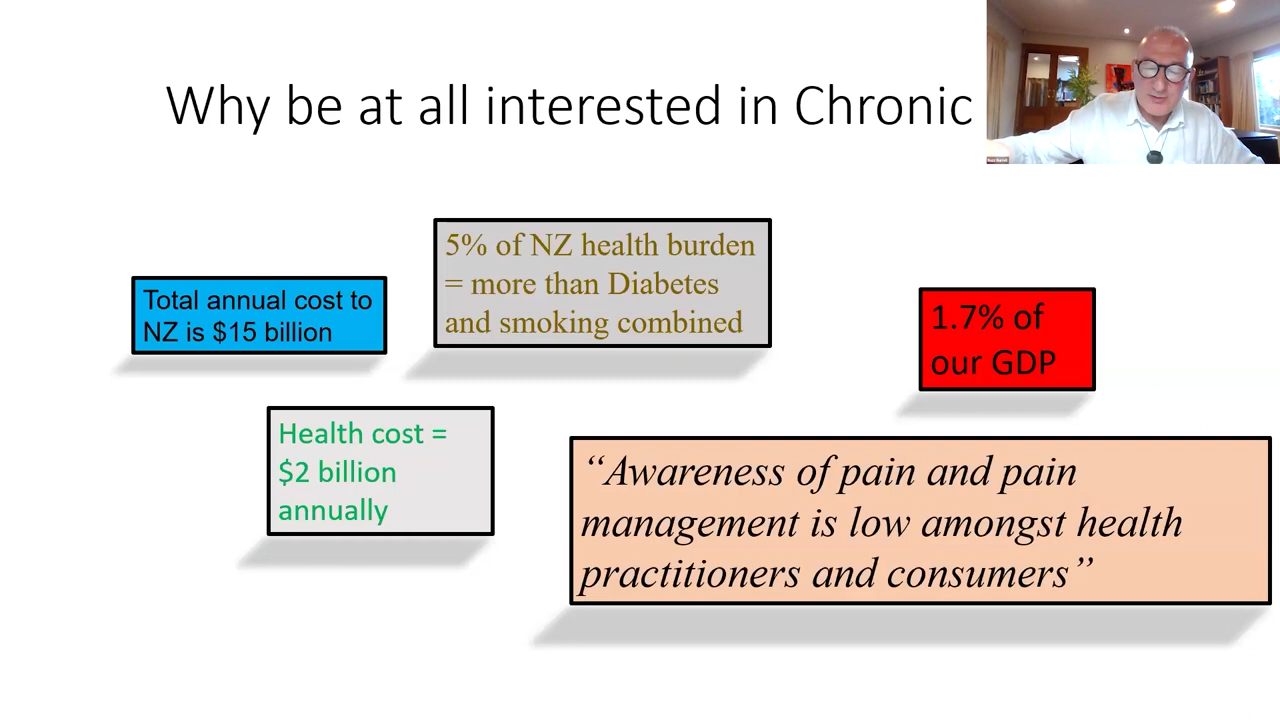 Why be at all interested in Chronic
5% of NZ health burden
= more than Diabetes
and smoking combined
Total annual cost to
NZ is $15 billion
1.7% of
our GDP
Health cost =
$2 billion
annually
“Awareness of pain and pain
management is low amongst health
practitioners and consumers”